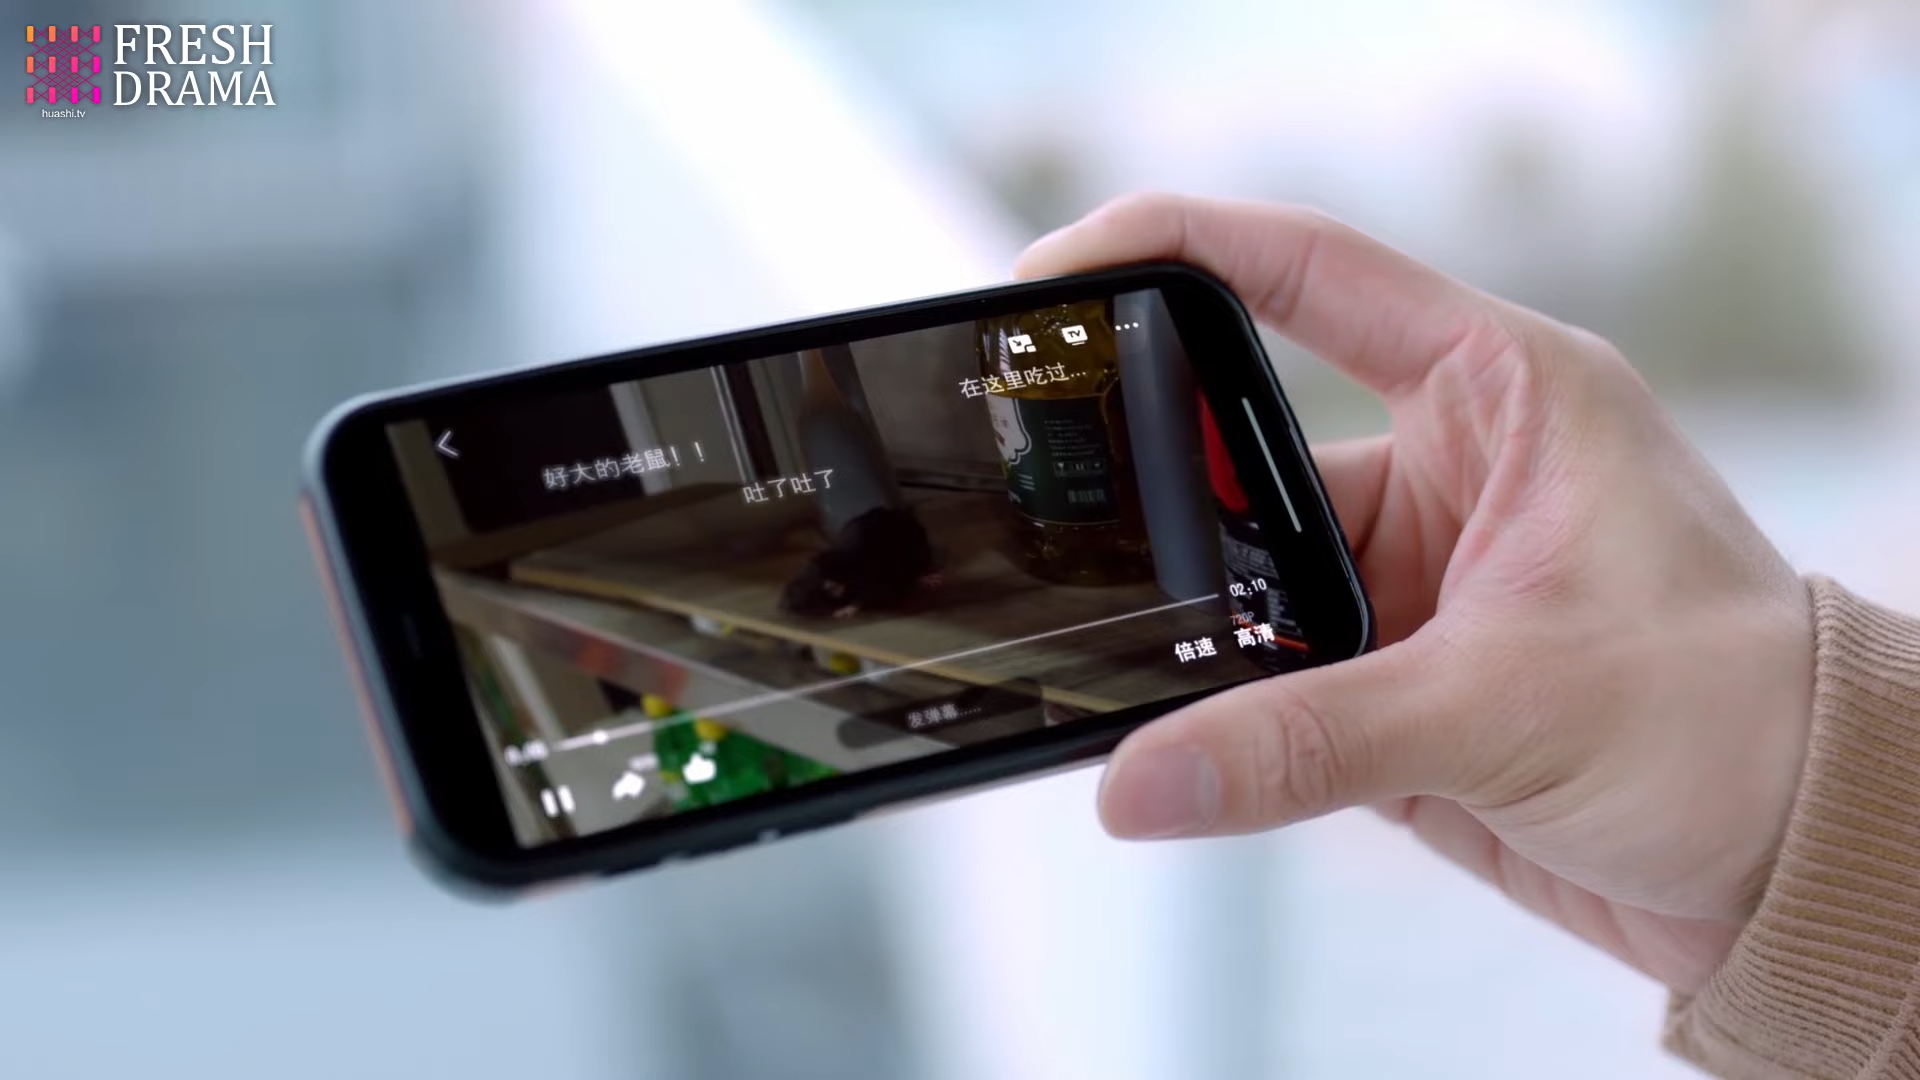 FRESH
DRAMA
huashi.tv
TV
在这里吃过...
好大的老鼠！！
吐了吐了
02:10
720P
倍速
高清
发弹幕......